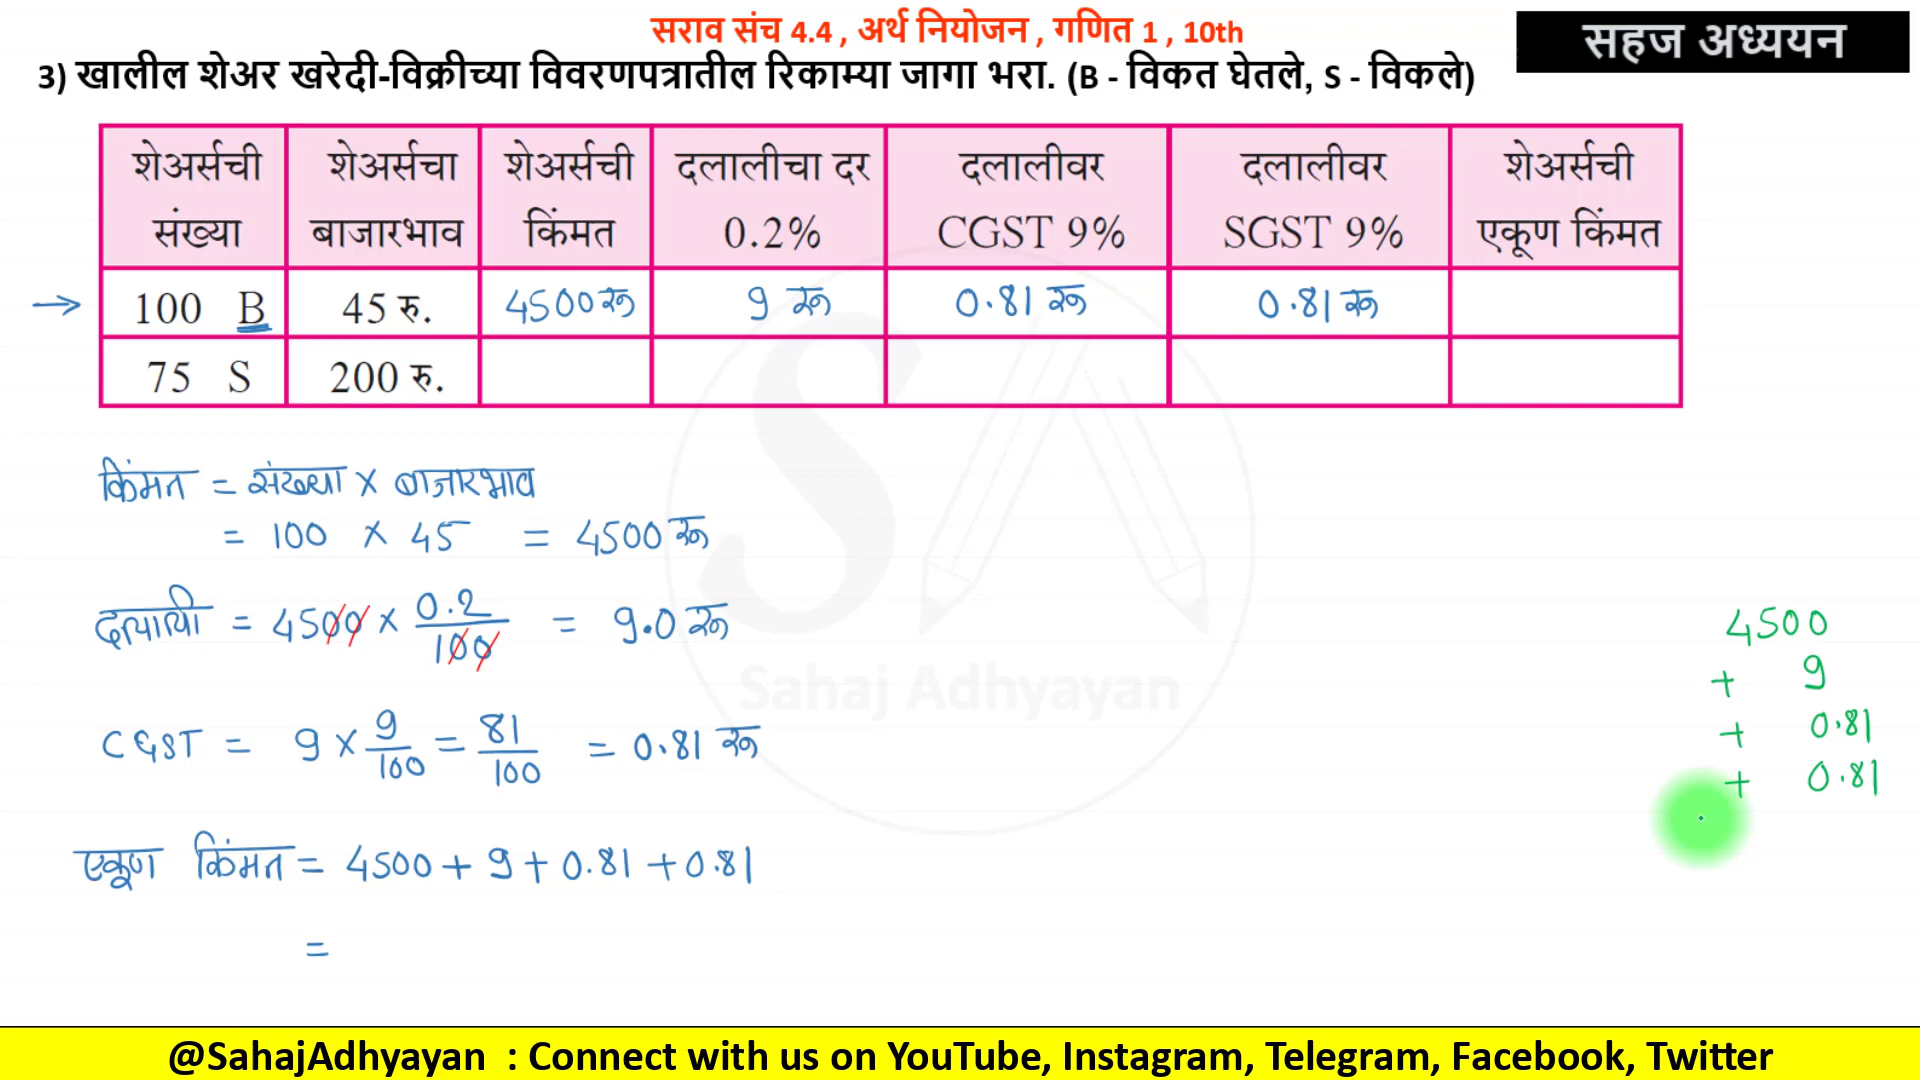 सराव संच 4.4 , अर्थ नियोजन , गणित 1 , 10th
सहज अध्ययन
3) खालील शेअर खरेदी-विक्रीच्या विवरणपत्रातील रिकाम्या जागा भरा. (B - विकत घेतले, S - विकले)
शेअर्सची संख्या शेअर्सचा बाजारभाव शेअर्सची किंमत दलालीचा दर 0.2% दलालीवर CGST 9% दलालीवर SGST 9% शेअर्सची एकूण किंमत
→ 100 B 45 रु. 4500 रू 9 रू 0.81 रू 0.81 रू
75 S 200 रु.
किंमत = संख्या × बाजारभाव
= 100 × 45 = 4500 रू
दलाली = 4500 × 0.2/100 = 9.0 रू
CGST = 9 × 9/100 = 81/100 = 0.81 रू
एकूण किंमत = 4500 + 9 + 0.81 + 0.81
=
4500
+ 9
+ 0.81
+ 0.81
SA
Sahaj Adhyayan
@SahajAdhyayan : Connect with us on YouTube, Instagram, Telegram, Facebook, Twitter